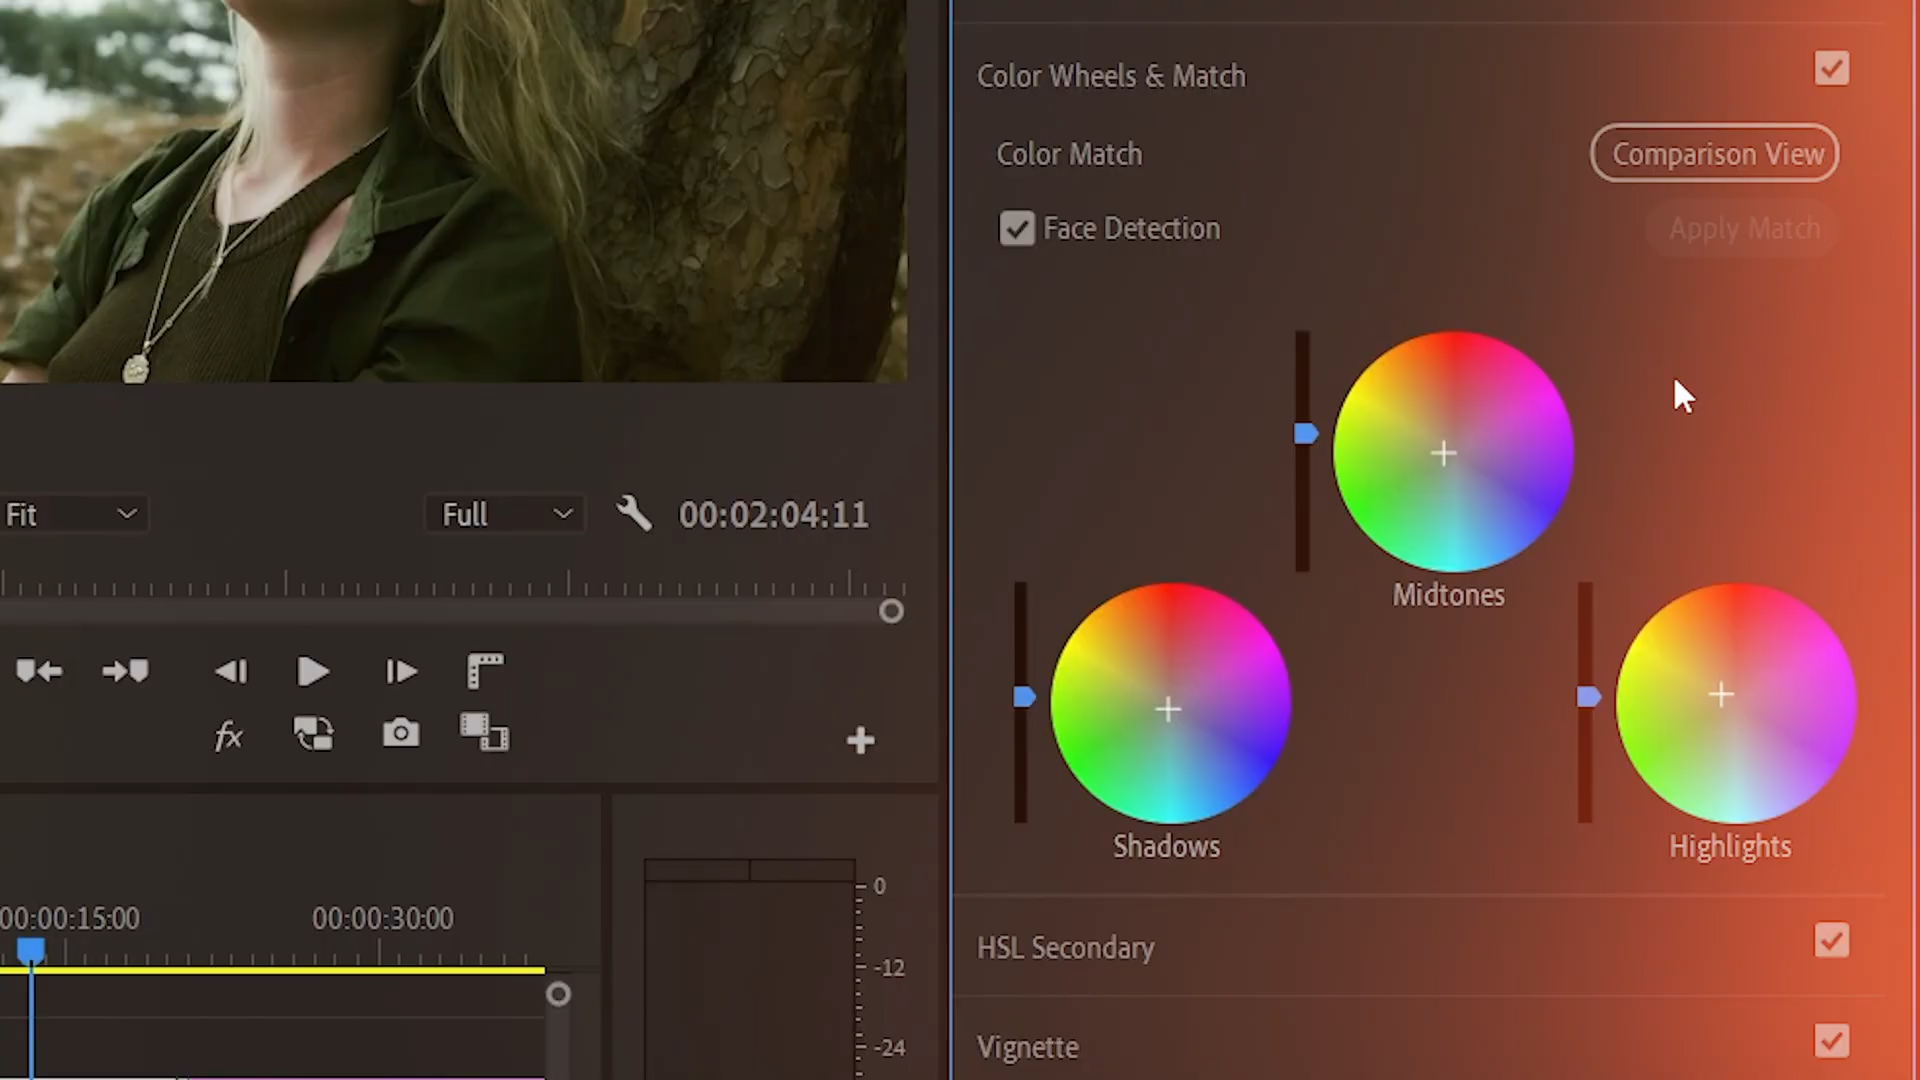 Color Wheels & Match
Color Match
Comparison View
Face Detection
Apply Match
Fit
Full
00:02:04:11
Midtones
fx
Shadows
Highlights
00:00:15:00
00:00:30:00
0
-12
-24
HSL Secondary
Vignette